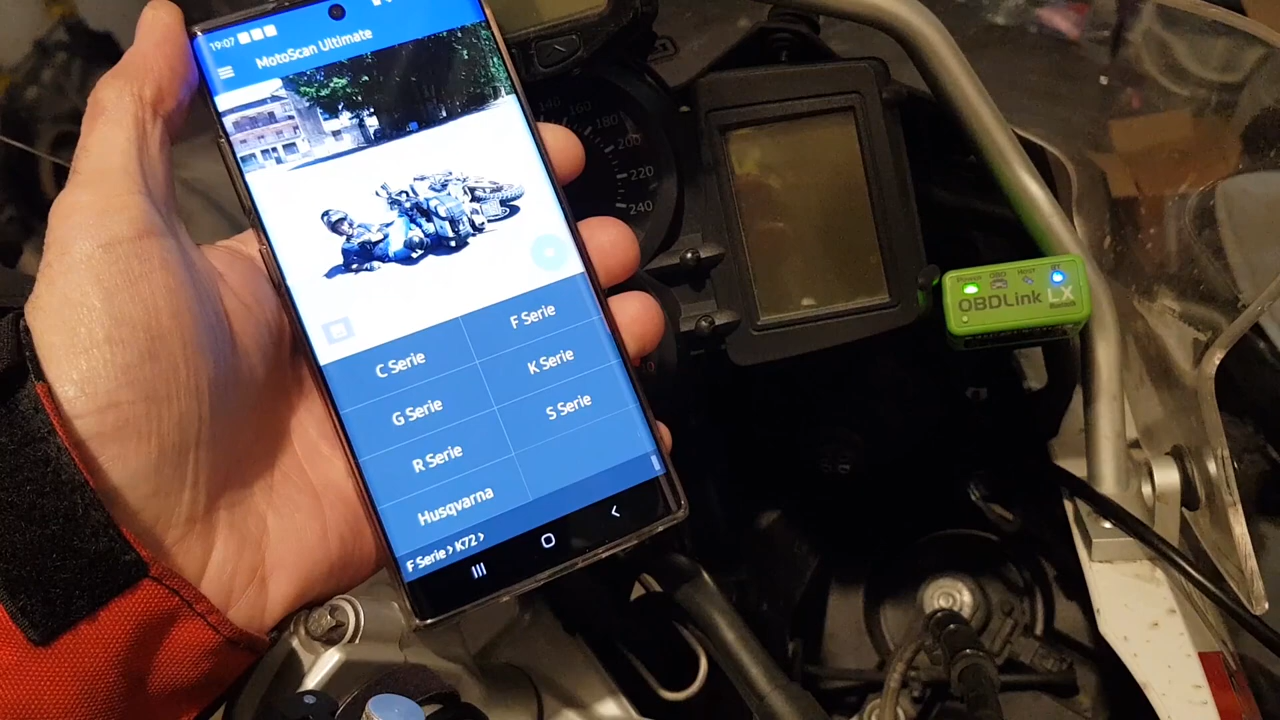 19:07
MotoScan Ultimate
C Serie
F Serie
G Serie
K Serie
R Serie
S Serie
Husqvarna
F Serie > K72 >
140
160
180
200
220
240
POWER OBD HOST BT
OBDLink LX